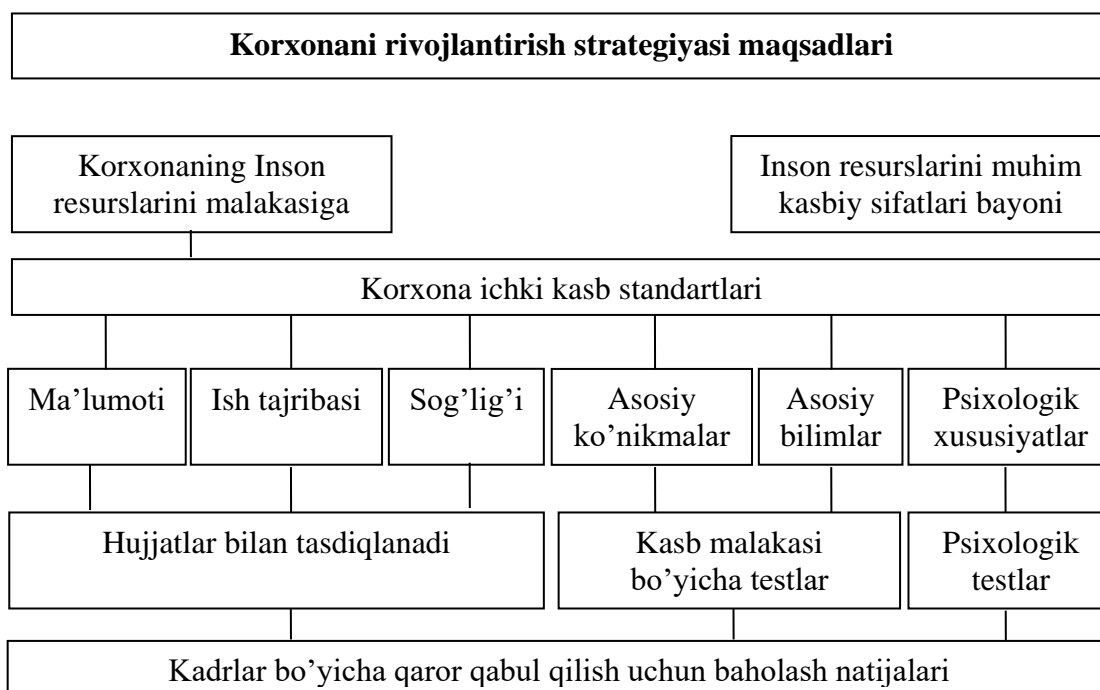 Korxonani rivojlantirish strategiyasi maqsadlari
Korxonaning Inson
resurslarini malakasiga
Inson resurslarini muhim
kasbiy sifatlari bayoni
Korxona ichki kasb standartlari
Ma’lumoti
Ish tajribasi
Sog’lig’i
Asosiy
ko’nikmalar
Asosiy
bilimlar
Psixologik
xususiyatlar
Hujjatlar bilan tasdiqlanadi
Kasb malakasi
bo’yicha testlar
Psixologik
testlar
Kadrlar bo’yicha qaror qabul qilish uchun baholash natijalari